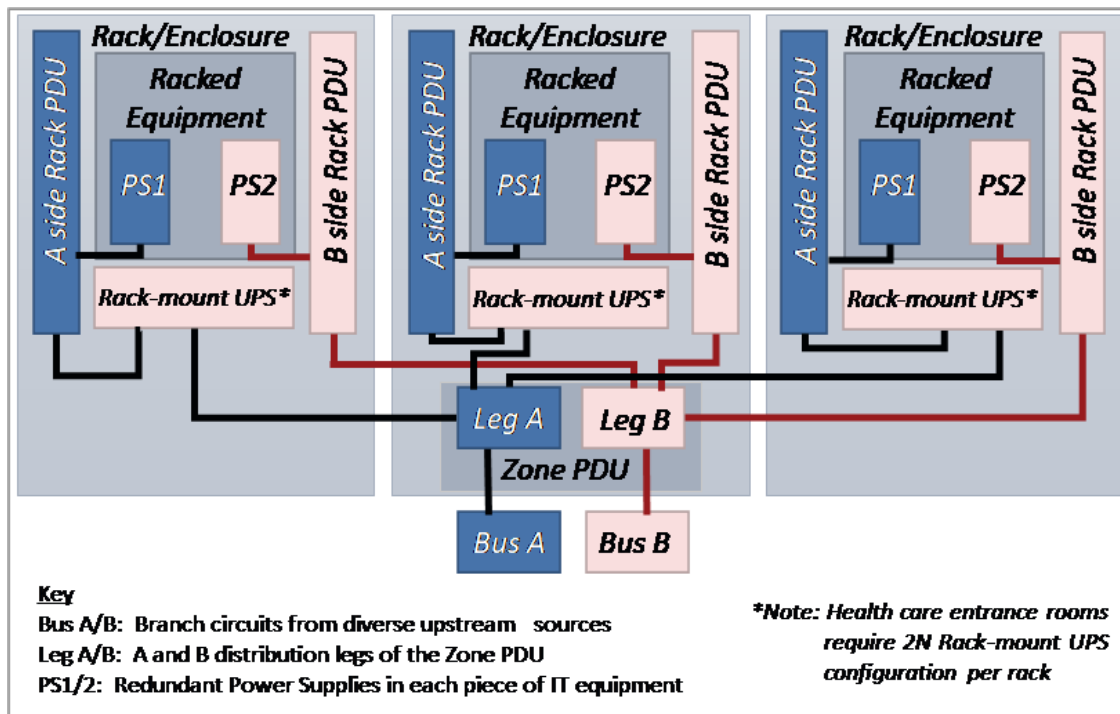 Rack/Enclosure
A side Rack PDU
Racked
Equipment
PS1
PS2
B side Rack PDU
Rack-mount UPS*
Rack/Enclosure
A side Rack PDU
Racked
Equipment
PS1
PS2
B side Rack PDU
Rack-mount UPS*
Rack/Enclosure
A side Rack PDU
Racked
Equipment
PS1
PS2
B side Rack PDU
Rack-mount UPS*
Leg A
Leg B
Zone PDU
Bus A
Bus B
Key
Bus A/B: Branch circuits from diverse upstream sources
Leg A/B: A and B distribution legs of the Zone PDU
PS1/2: Redundant Power Supplies in each piece of IT equipment
*Note: Health care entrance rooms
require 2N Rack-mount UPS
configuration per rack